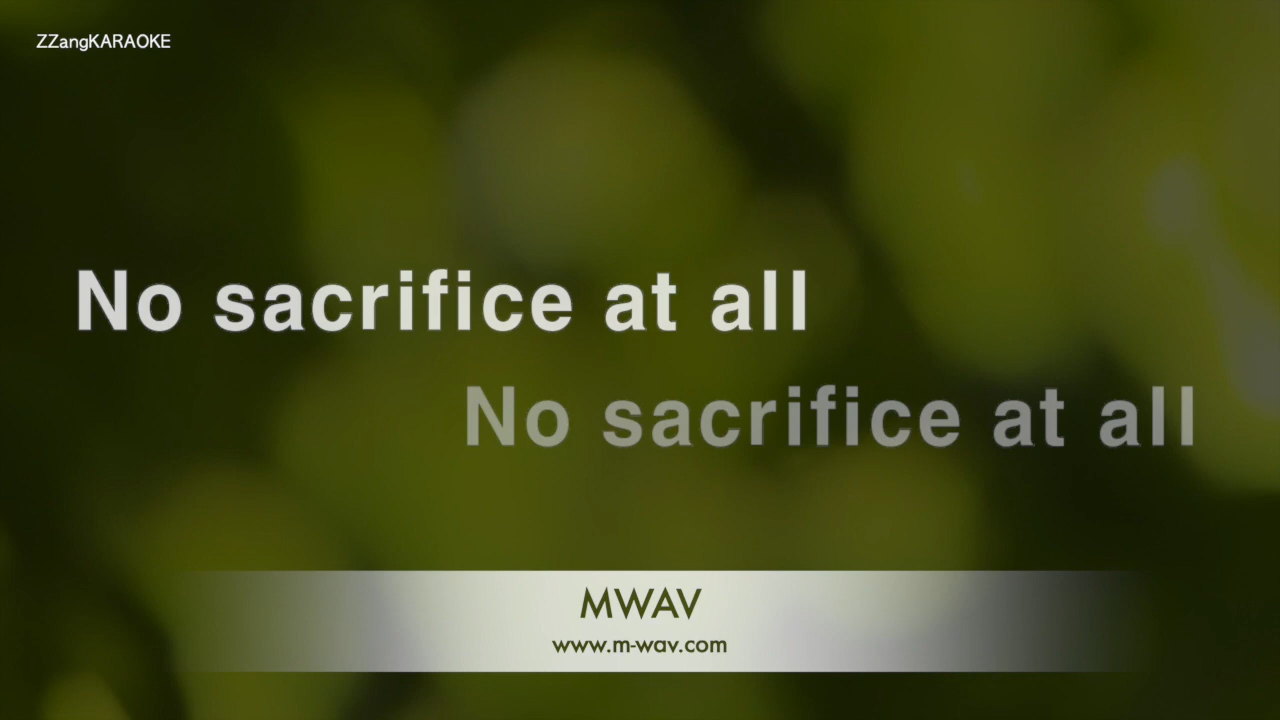 ZZangKARAOKE
No sacrifice at all
No sacrifice at all
MWAV
www.m-wav.com